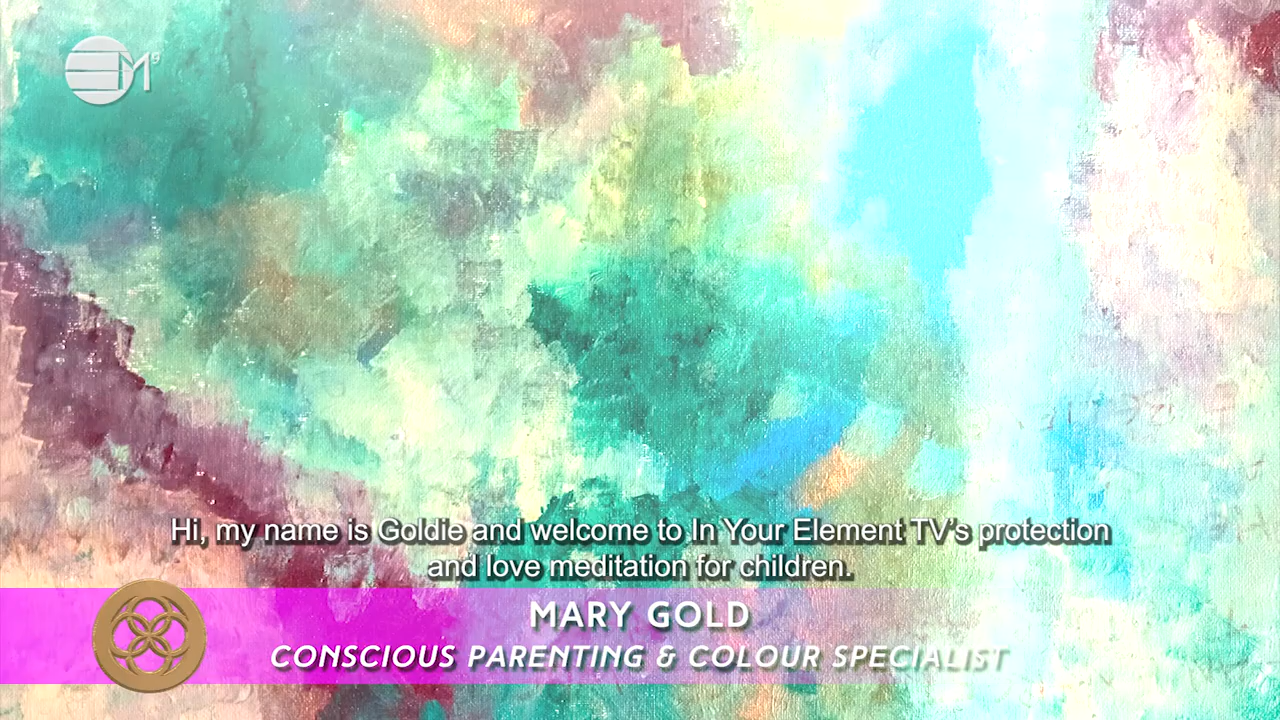 EM9
Hi, my name is Goldie and welcome to In Your Element TV's protection
and love meditation for children.
MARY GOLD
CONSCIOUS PARENTING & COLOUR SPECIALIST